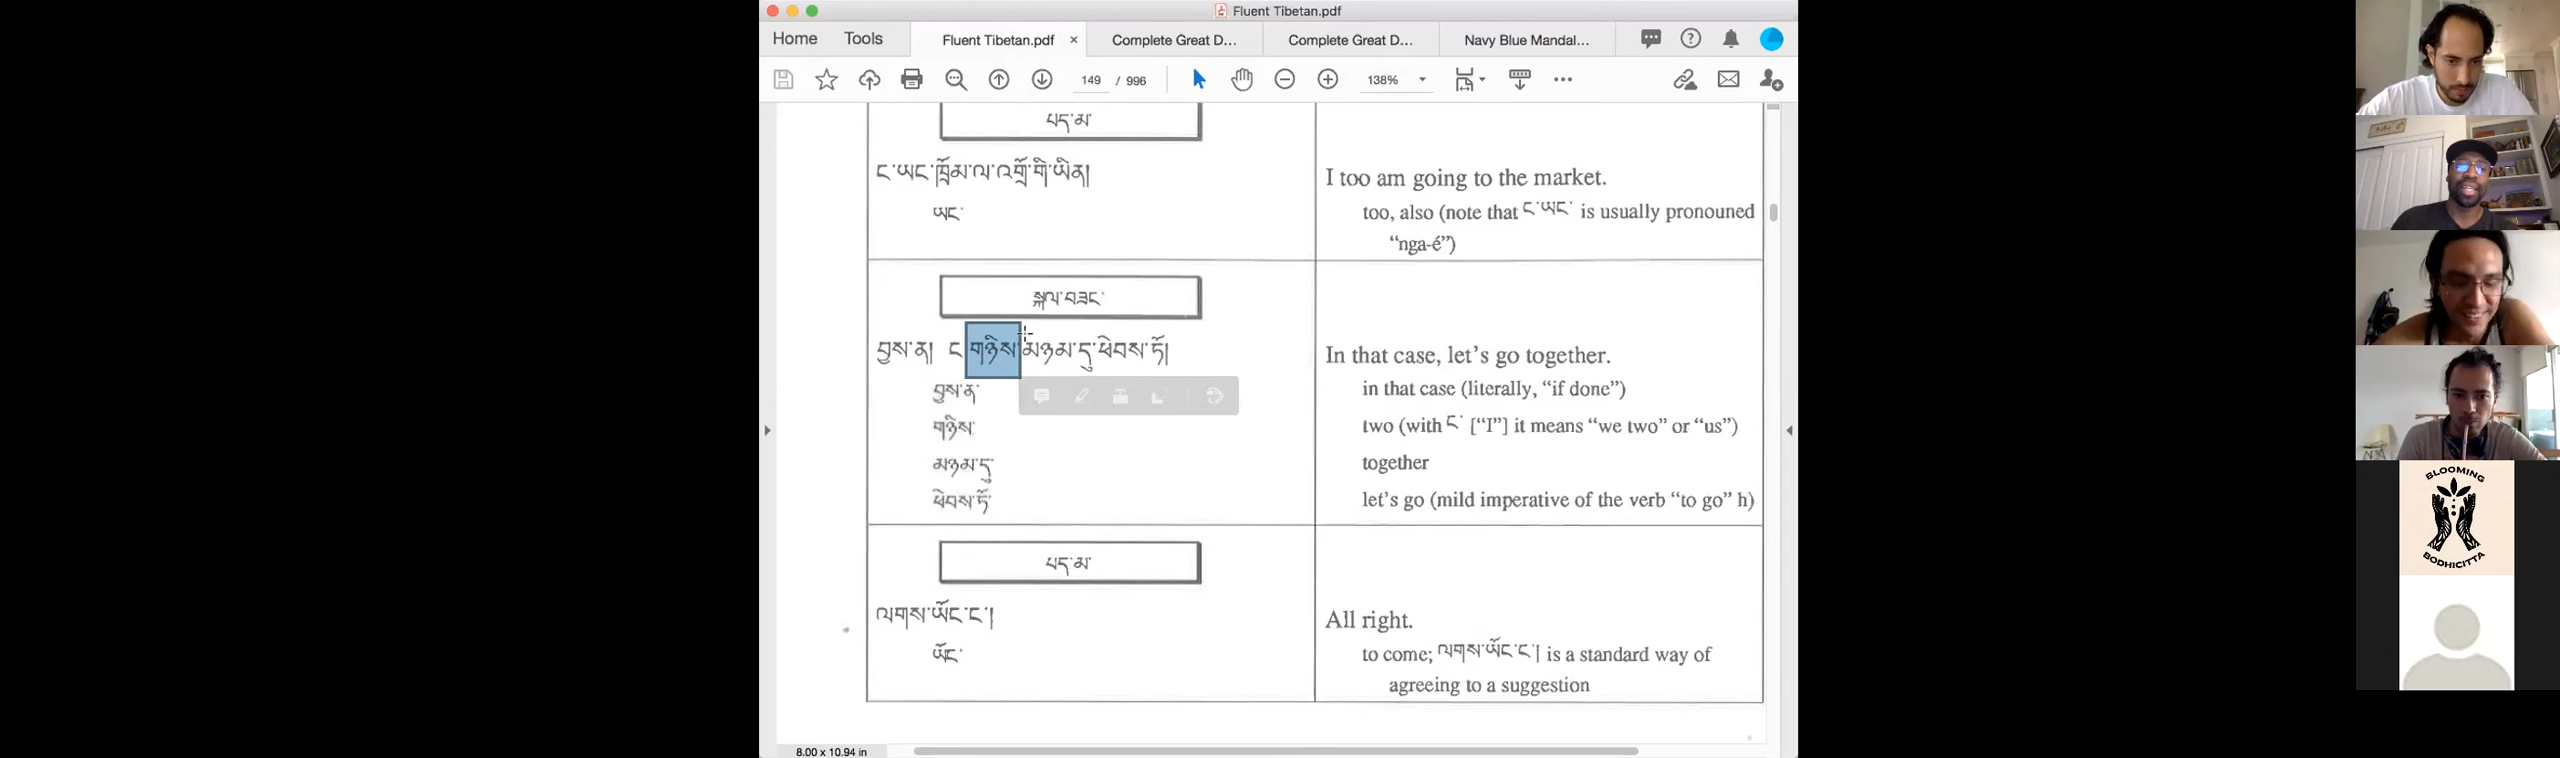 Fluent Tibetan.pdf
Home
Tools
Fluent Tibetan.pdf ×
Complete Great D...
Complete Great D...
Navy Blue Mandal...
149 / 996
138%
པད་མ་
ང་ཡང་ཁྲོམ་ལ་འགྲོ་གི་ཡིན།
I too am going to the market.
ཡང་
too, also (note that ང་ཡང་ is usually pronouned
“nga-é”)
སྐལ་བཟང་
བྱས་ན། ང་གཉིས་མཉམ་དུ་ཕེབས་ཏོ།
In that case, let’s go together.
བྱས་ན་
in that case (literally, “if done”)
གཉིས་
two (with ང་ [“I”] it means “we two” or “us”)
མཉམ་དུ་
together
ཕེབས་ཏོ་
let’s go (mild imperative of the verb “to go” h)
པད་མ་
ལགས་ཡོང་ང་།
All right.
ཡོང་
to come; ལགས་ཡོང་ང་། is a standard way of
agreeing to a suggestion
8.00 x 10.94 in
BLOOMING
BODHICITTA